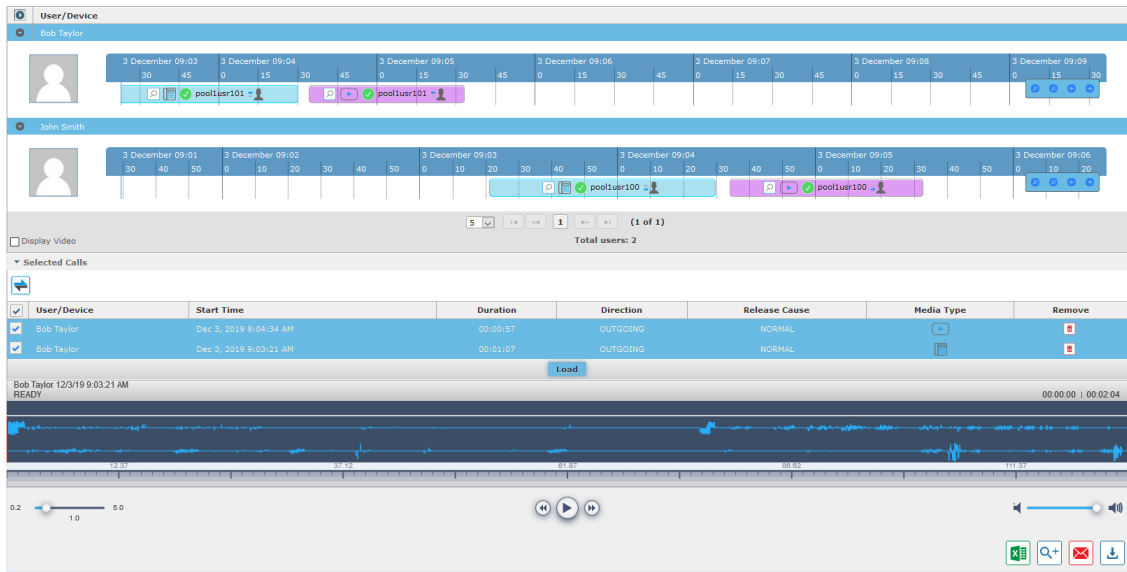 User/Device
Bob Taylor
3 December 09:03 3 December 09:04 3 December 09:05 3 December 09:06 3 December 09:07 3 December 09:08 3 December 09:09
30 45 0 15 30 45 0 15 30 45 0 15 30 45 0 15 30 45 0 15 30 45 0 15 30
pool1usr101 pool1usr101
John Smith
3 December 09:01 3 December 09:02 3 December 09:03 3 December 09:04 3 December 09:05 3 December 09:06
30 40 50 0 10 20 30 40 50 0 10 20 30 40 50 0 10 20 30 40 50 0 10 20 30 40 50 0 10 20
pool1usr100 pool1usr100
5 1 (1 of 1)
Display Video Total users: 2
Selected Calls
User/Device Start Time Duration Direction Release Cause Media Type Remove
Bob Taylor Dec 3, 2019 9:04:34 AM 00:00:57 OUTGOING NORMAL
Bob Taylor Dec 3, 2019 9:03:21 AM 00:01:07 OUTGOING NORMAL
Load
Bob Taylor 12/3/19 9:03:21 AM
READY 00:00:00 | 00:02:04
12.37 37.12 61.87 86.62 111.37
0.2 5.0
1.0